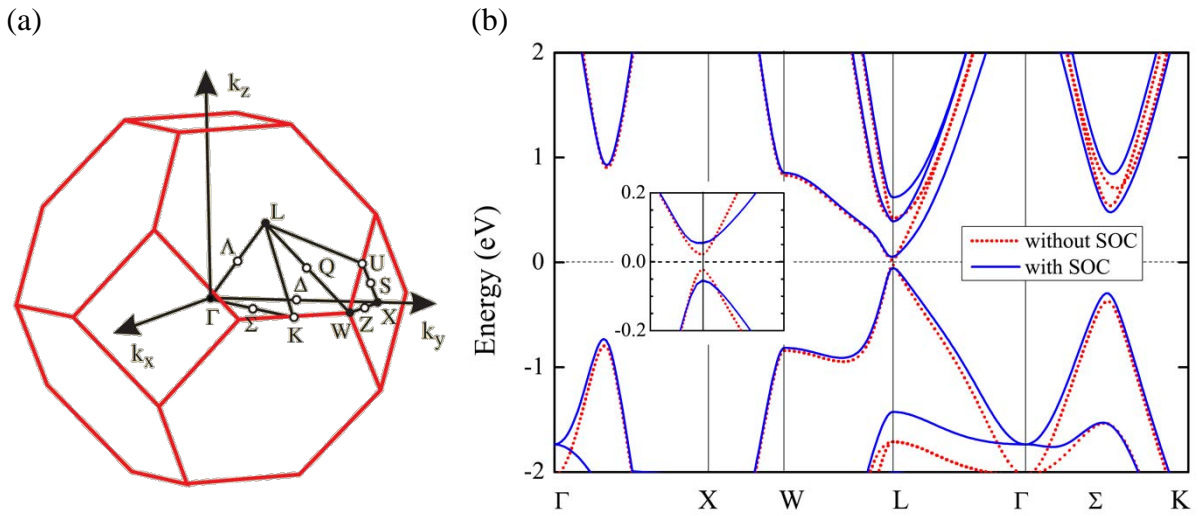 (a)
k_z
L
Λ
Q
U
S
Δ
Γ
Σ
K
W
Z
X
k_y
k_x
(b)
Energy (eV)
2
1
0
-1
-2
0.2
0.0
-0.2
without SOC
with SOC
Γ X W L Γ Σ K